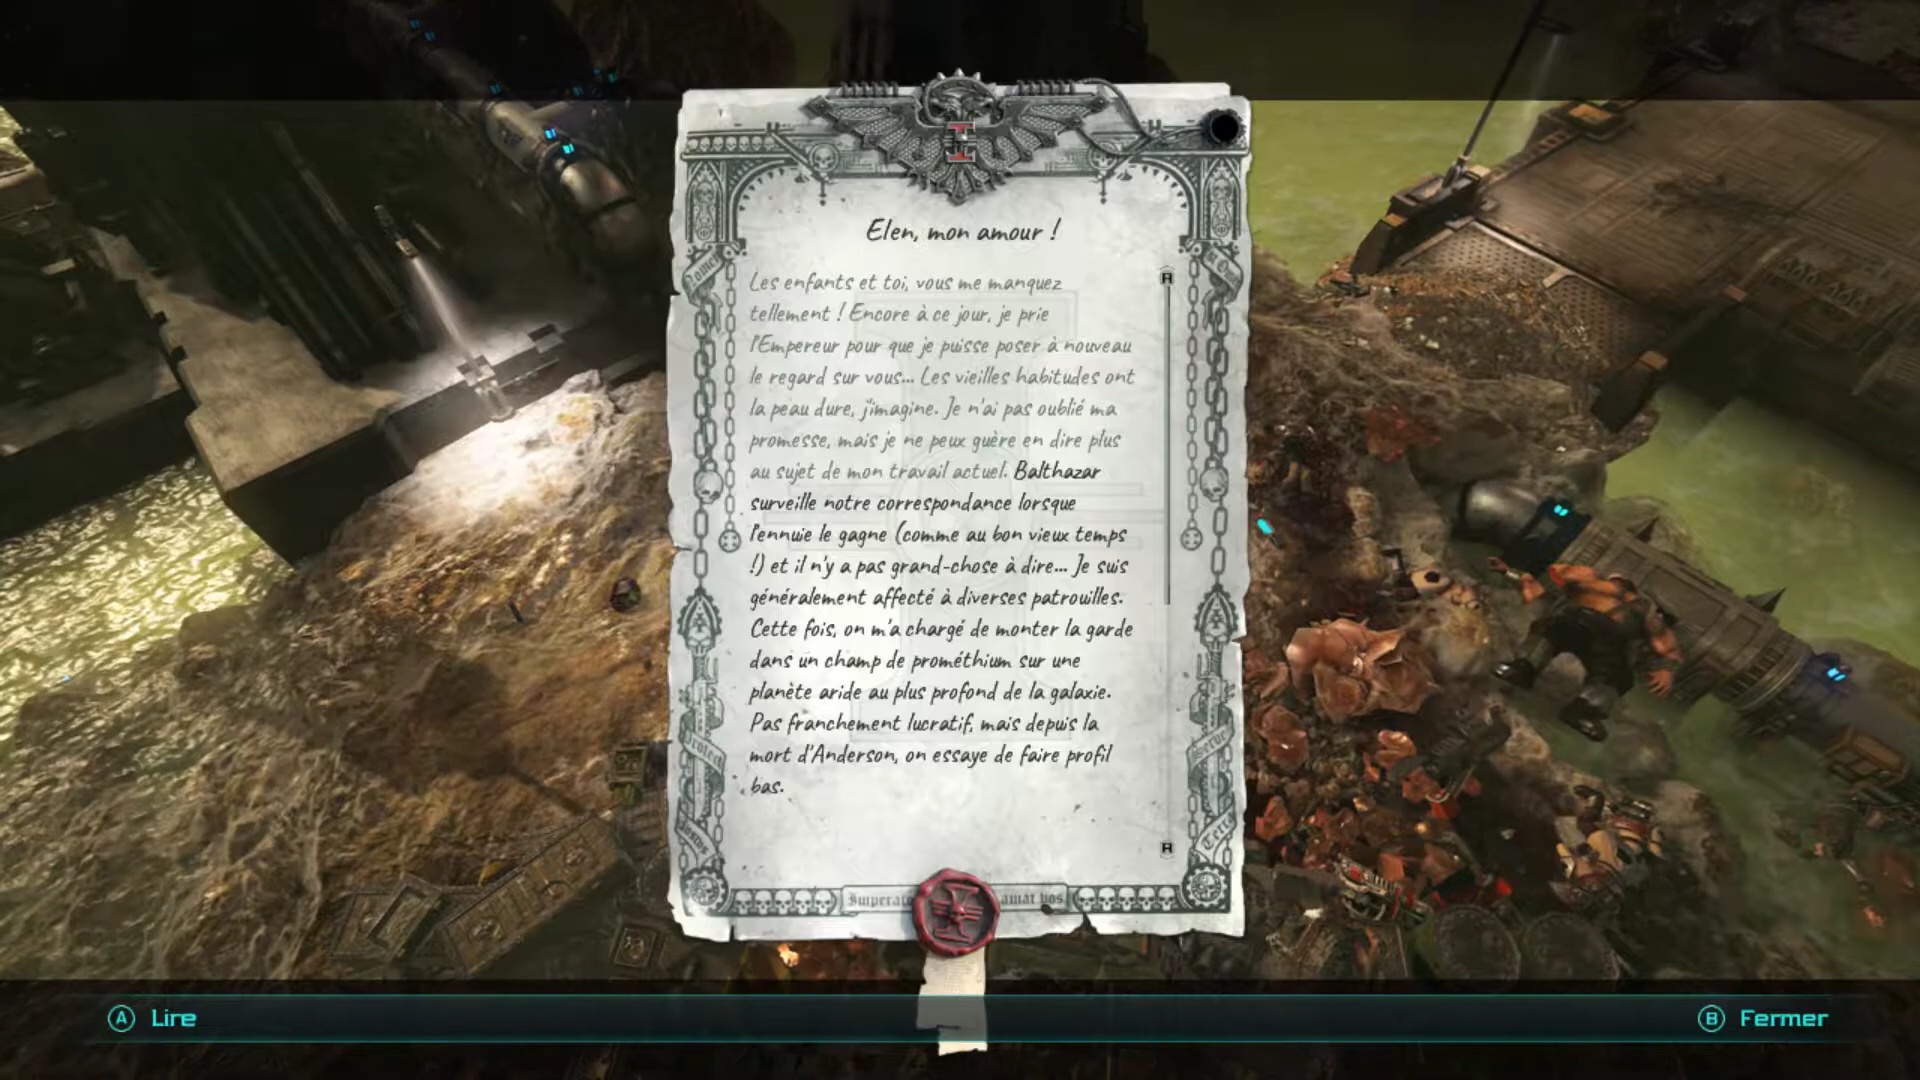 Elen, mon amour !
Les enfants et toi, vous me manquez
tellement ! Encore à ce jour, je prie
l'Empereur pour que je puisse poser à nouveau
le regard sur vous... Les vieilles habitudes ont
la peau dure, j'imagine. Je n'ai pas oublié ma
promesse, mais je ne peux guère en dire plus
au sujet de mon travail actuel. Balthazar
surveille notre correspondance lorsque
l'ennuie le gagne (comme au bon vieux temps
!) et il n'y a pas grand-chose à dire... Je suis
généralement affecté à diverses patrouilles.
Cette fois, on m'a chargé de monter la garde
dans un champ de prométhium sur une
planète aride au plus profond de la galaxie.
Pas franchement lucratif, mais depuis la
mort d'Anderson, on essaye de faire profil
bas.
amat vos
A Lire
B Fermer